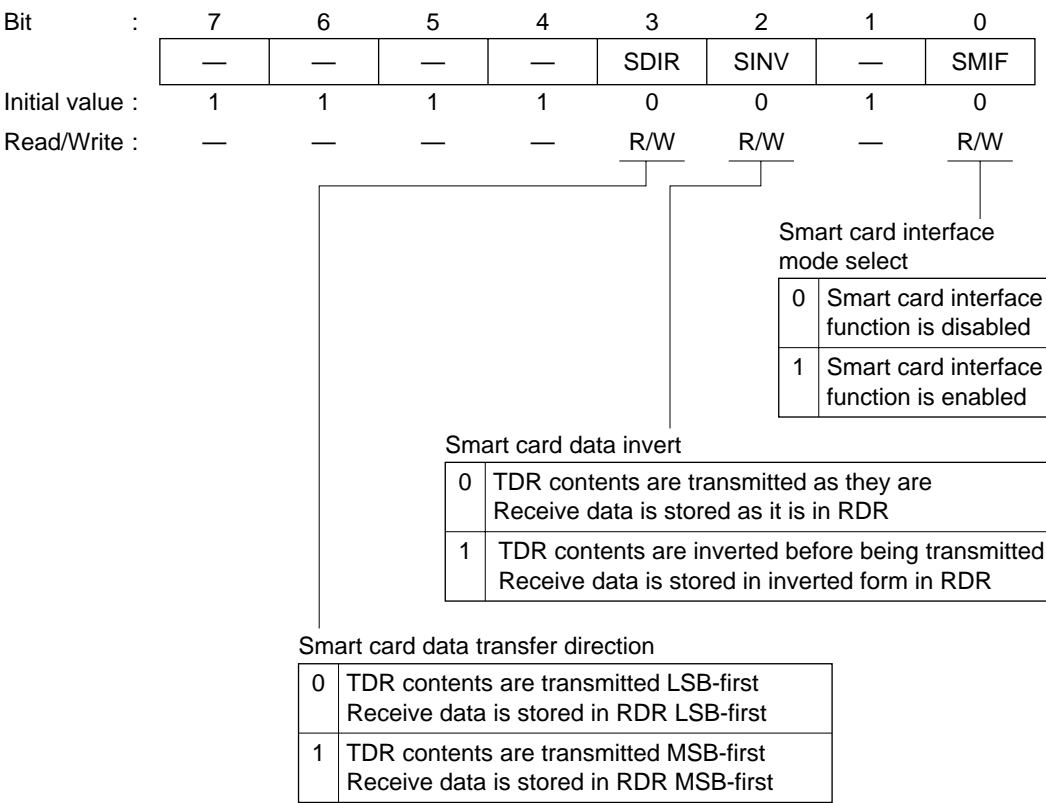 Bit : 7 6 5 4 3 2 1 0
— — — — SDIR SINV — SMIF
Initial value : 1 1 1 1 0 0 1 0
Read/Write : — — — — R/W R/W — R/W
Smart card interface
mode select
0 Smart card interface
function is disabled
1 Smart card interface
function is enabled
Smart card data invert
0 TDR contents are transmitted as they are
Receive data is stored as it is in RDR
1 TDR contents are inverted before being transmitted
Receive data is stored in inverted form in RDR
Smart card data transfer direction
0 TDR contents are transmitted LSB-first
Receive data is stored in RDR LSB-first
1 TDR contents are transmitted MSB-first
Receive data is stored in RDR MSB-first